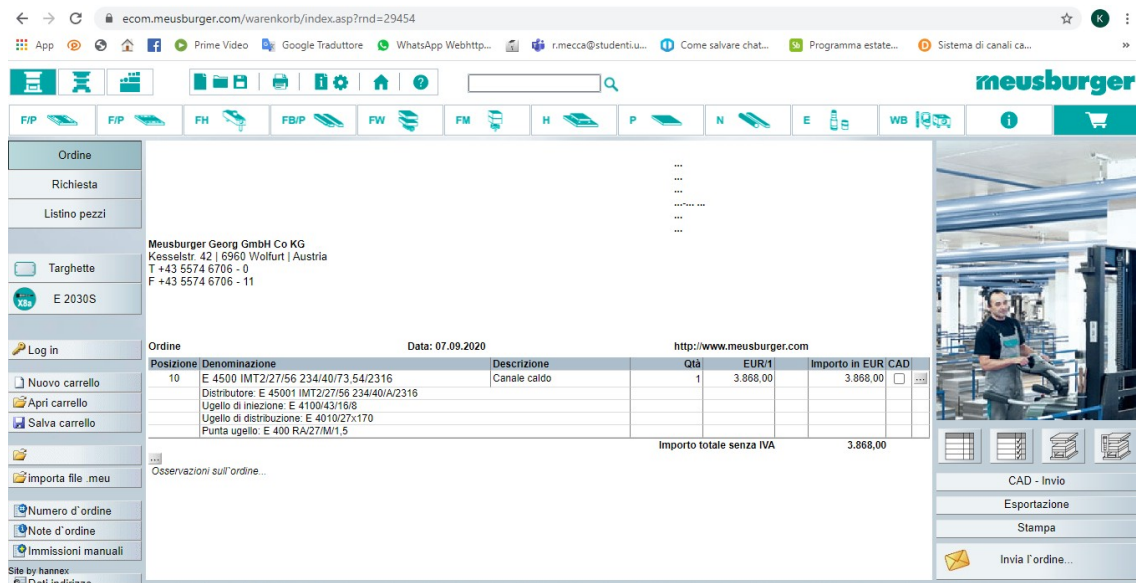 ecom.meusburger.com/warenkorb/index.asp?rnd=29454
K
App
Prime Video
Google Traduttore
WhatsApp Webhttp...
r.mecca@studenti.u...
Come salvare chat...
Sb Programma estate...
Sistema di canali ca...
»
meusburger
F/P
F/P
FH
FB/P
FW
FM
H
P
N
E
WB
Ordine
Richiesta
Listino pezzi
Targhette
X8a
E 2030S
Log in
Nuovo carrello
Apri carrello
Salva carrello
importa file .meu
Numero d`ordine
Note d`ordine
Immissioni manuali
Site by hannex
Dati indirizzo
...
...
...
...-... ...
...
...
Meusburger Georg GmbH Co KG
Kesselstr. 42 | 6960 Wolfurt | Austria
T +43 5574 6706 - 0
F +43 5574 6706 - 11
Ordine Data: 07.09.2020 http://www.meusburger.com
Posizione Denominazione Descrizione Qtà EUR/1 Importo in EUR CAD
10 E 4500 IMT2/27/56 234/40/73,54/2316 Canale caldo 1 3.868,00 3.868,00 ...
Distributore: E 45001 IMT2/27/56 234/40/A/2316
Ugello di iniezione: E 4100/43/16/8
Ugello di distribuzione: E 4010/27x170
Punta ugello: E 400 RA/27/M/1,5
Importo totale senza IVA 3.868,00
...
Osservazioni sull`ordine...
CAD - Invio
Esportazione
Stampa
Invia l`ordine...